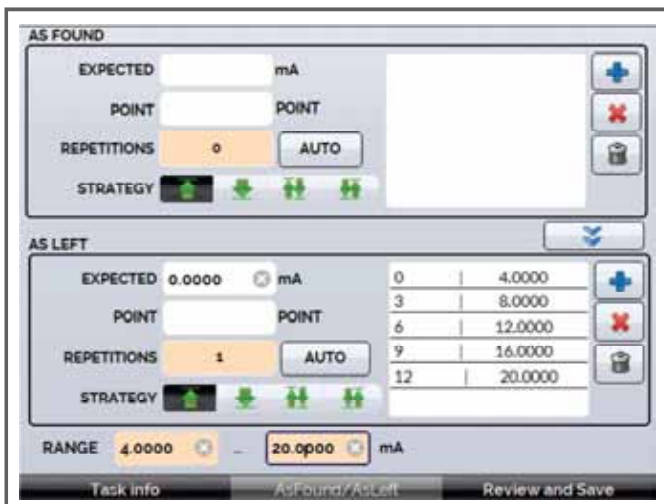 AS FOUND
EXPECTED mA
POINT POINT
REPETITIONS 0 AUTO
STRATEGY
AS LEFT
EXPECTED 0.0000 mA
POINT POINT
REPETITIONS 1 AUTO
STRATEGY
0 | 4.0000
3 | 8.0000
6 | 12.0000
9 | 16.0000
12 | 20.0000
RANGE 4.0000 .. 20.0000 mA
Task info AsFound/AsLeft Review and Save